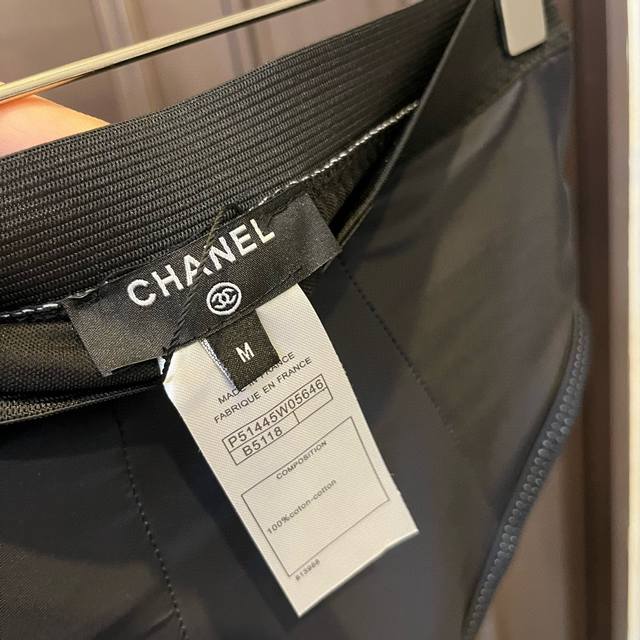 CHANEL
M
MADE IN FRANCE
FABRIQUE EN FRANCE
P51445W05646
B5118
COMPOSITION
100%coton-cotton